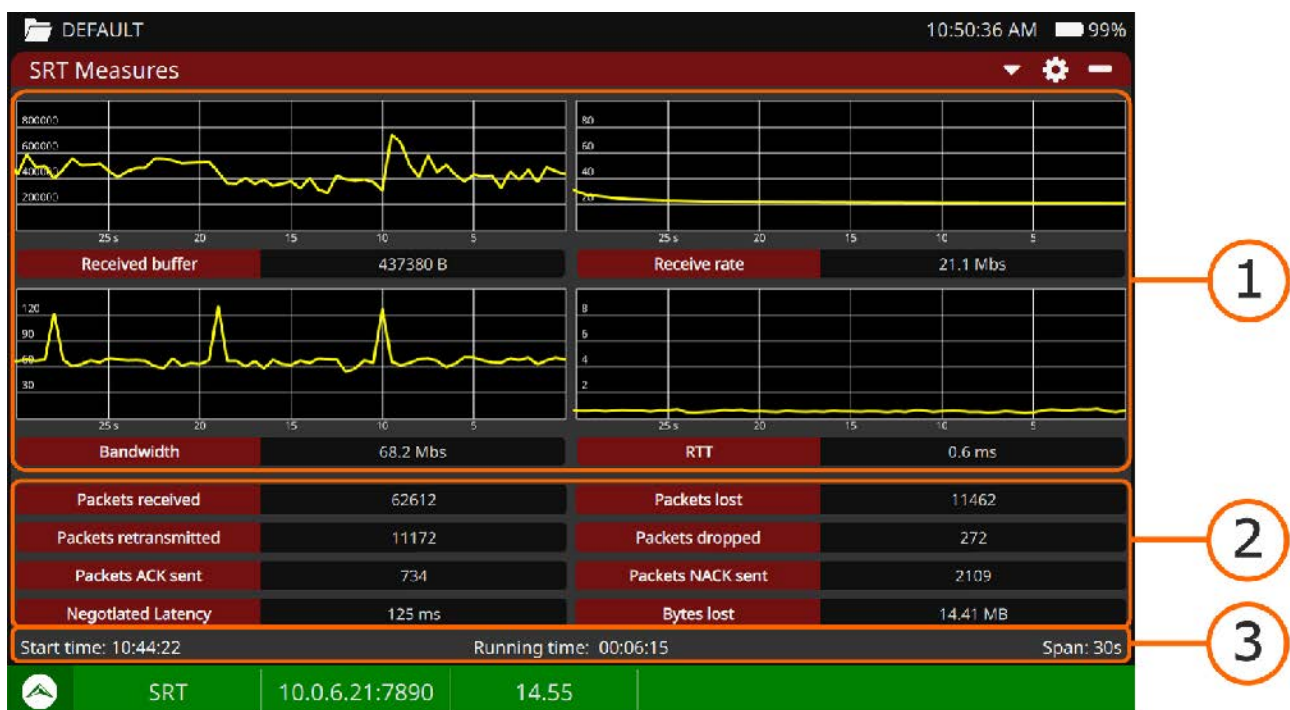 DEFAULT 10:50:36 AM 99%
SRT Measures
800000
600000
400000
200000
25 s 20 15 10 5
80
60
40
20
25 s 20 15 10 5
Received buffer 437380 B Receive rate 21.1 Mbs
1
120
90
60
30
25 s 20 15 10 5
8
6
4
2
25 s 20 15 10 5
Bandwidth 68.2 Mbs RTT 0.6 ms
Packets received 62612 Packets lost 11462
Packets retransmitted 11172 Packets dropped 272
2
Packets ACK sent 734 Packets NACK sent 2109
Negotiated Latency 125 ms Bytes lost 14.41 MB
Start time: 10:44:22 Running time: 00:06:15 Span: 30s
3
SRT 10.0.6.21:7890 14.55